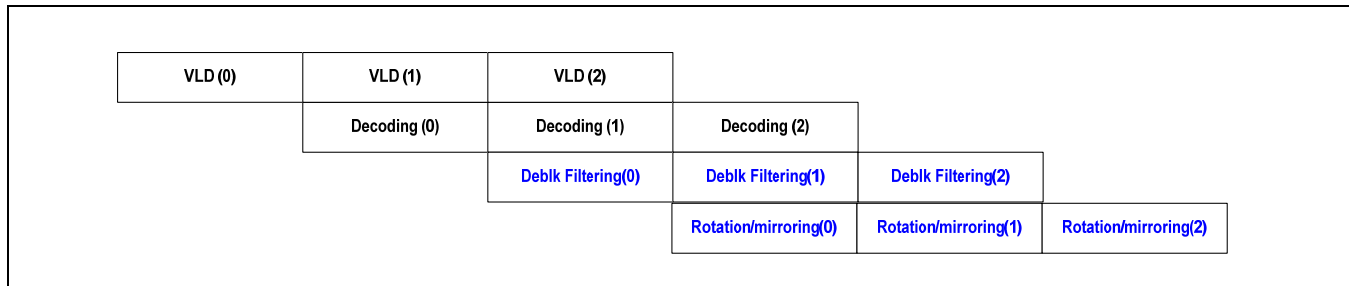 VLD (0) VLD (1) VLD (2)
Decoding (0) Decoding (1) Decoding (2)
Deblk Filtering(0) Deblk Filtering(1) Deblk Filtering(2)
Rotation/mirroring(0) Rotation/mirroring(1) Rotation/mirroring(2)